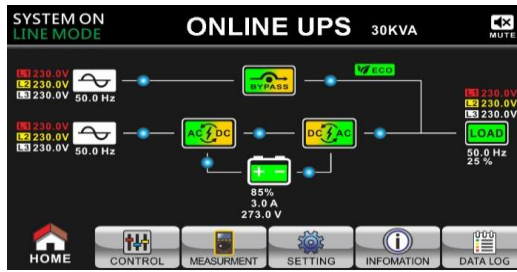 SYSTEM ON
LINE MODE
ONLINE UPS 30KVA
MUTE
L1 230.0V
L2 230.0V
L3 230.0V
50.0 Hz
BYPASS
ECO
L1 230.0V
L2 230.0V
L3 230.0V
50.0 Hz
AC DC
DC AC
L1 230.0V
L2 230.0V
L3 230.0V
LOAD
50.0 Hz
25 %
85%
3.0 A
273.0 V
HOME
CONTROL
MEASURMENT
SETTING
INFOMATION
DATA LOG